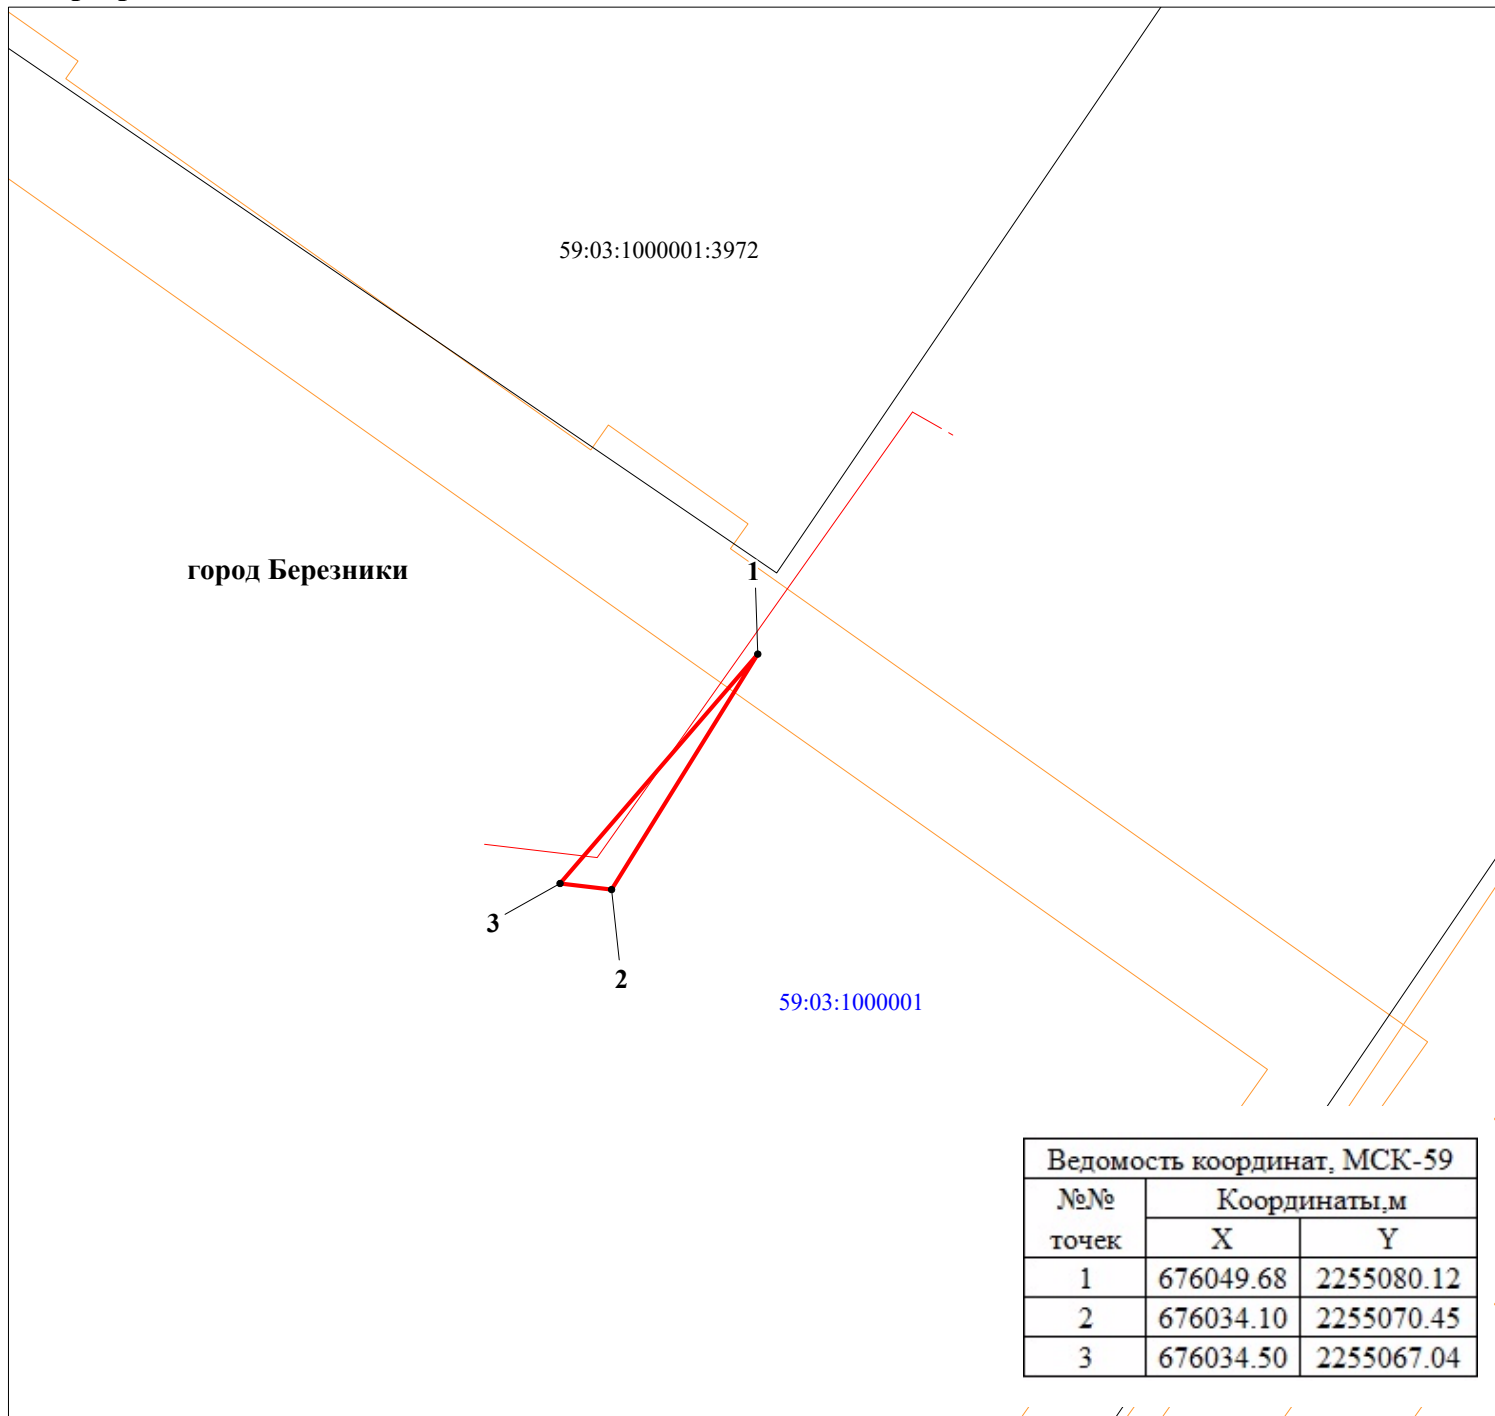 59:03:1000001:3972
город Березники
1
3
2
59:03:1000001
Ведомость координат, МСК-59
№№ точек Координаты,м
X Y
1 676049.68 2255080.12
2 676034.10 2255070.45
3 676034.50 2255067.04